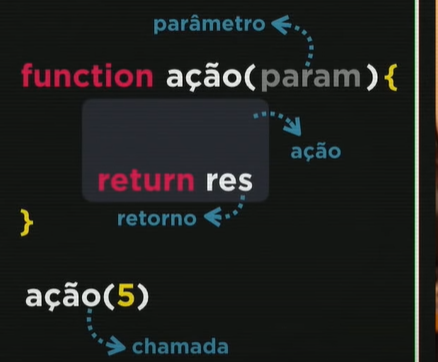 parâmetro
function ação(param){
ação
return res
retorno
}
ação(5)
chamada